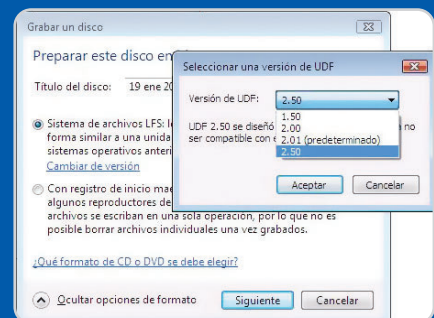 Grabar un disco
Preparar este disco en
Título del disco: 19 ene 20
Sistema de archivos LFS: l
forma similar a una unida
sistemas operativos anteri
Cambiar de versión
Con registro de inicio mae
algunos reproductores de
archivos se escriban en una sola operación, por lo que no es
posible borrar archivos individuales una vez grabados.
¿Qué formato de CD o DVD se debe elegir?
Ocultar opciones de formato
Siguiente
Cancelar
Seleccionar una versión de UDF
Versión de UDF: 2.50
1.50
2.00
2.01 (predeterminado)
2.50
UDF 2.50 se diseñó no
ser compatible con
Aceptar
Cancelar